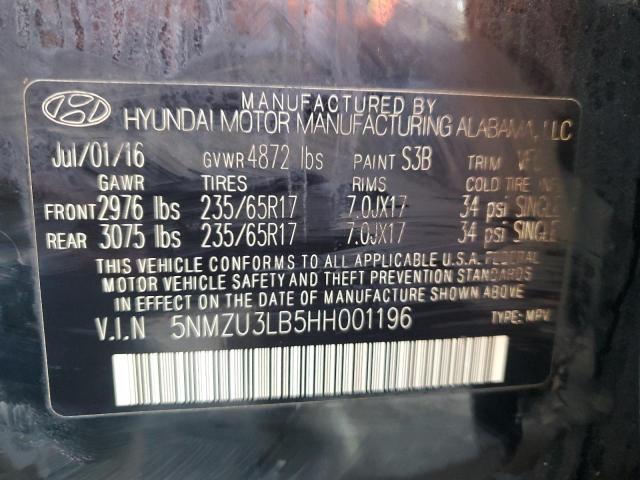 MANUFACTURED BY
HYUNDAI MOTOR MANUFACTURING ALABAMA, LLC
Jul/01/16 GVWR 4872 lbs PAINT S3B TRIM
GAWR TIRES RIMS COLD TIRE
FRONT 2976 lbs 235/65R17 7.0JX17 34 psi SINGLE
REAR 3075 lbs 235/65R17 7.0JX17 34 psi SINGLE
THIS VEHICLE CONFORMS TO ALL APPLICABLE U.S.A. FEDERAL
MOTOR VEHICLE SAFETY AND THEFT PREVENTION STANDARDS
IN EFFECT ON THE DATE OF MANUFACTURE SHOWN ABOVE.
V.I.N 5NMZU3LB5HH001196 TYPE: MPV